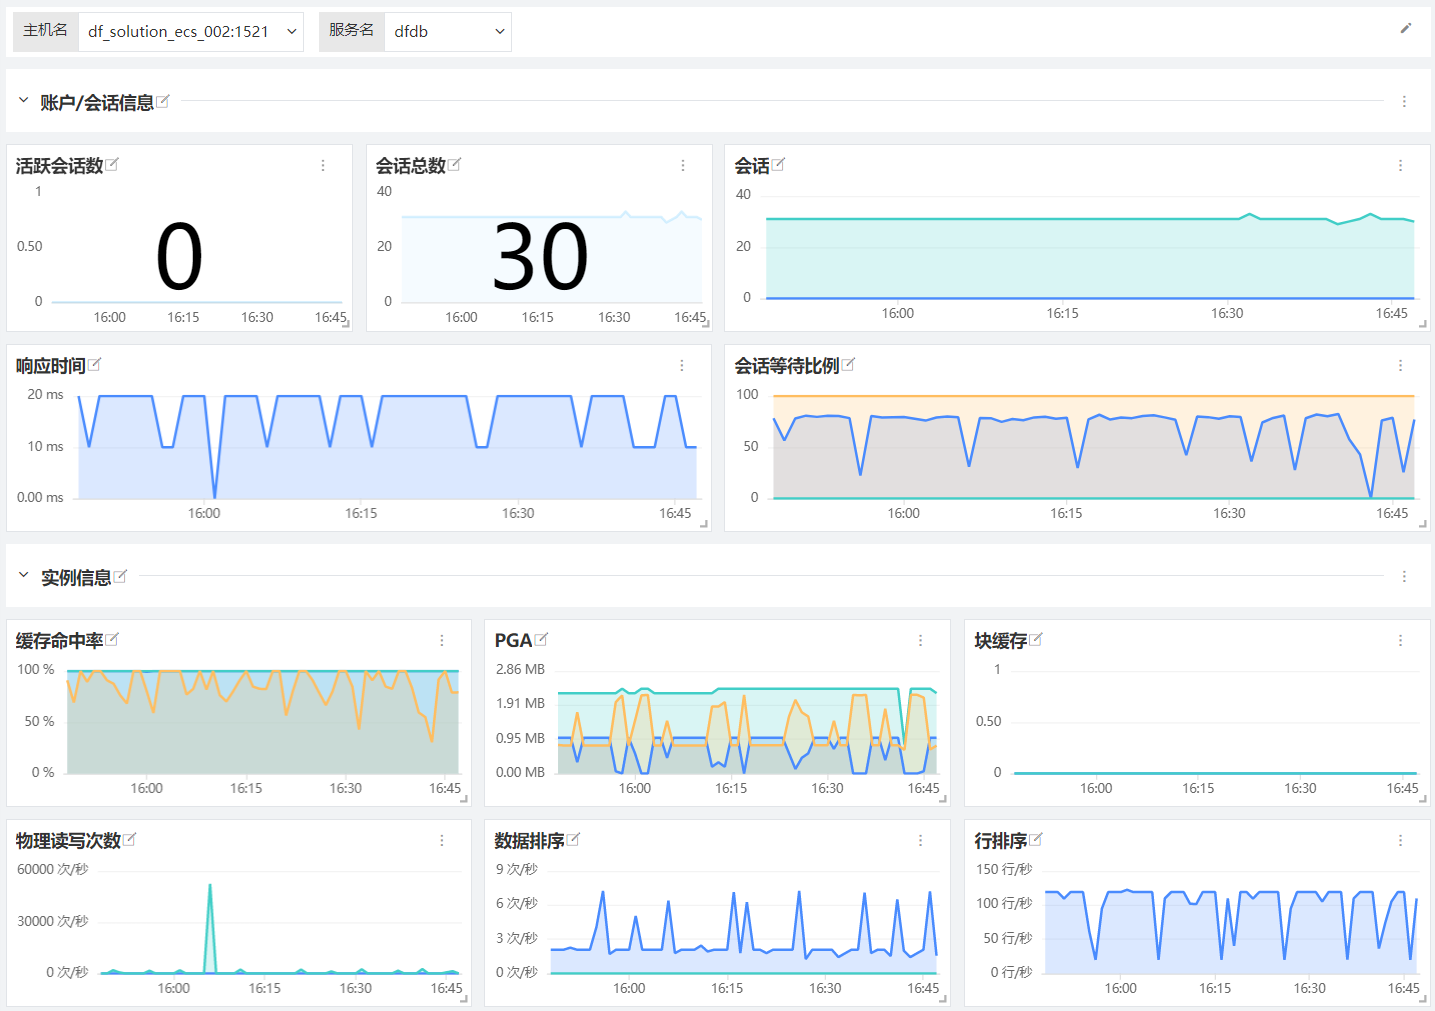 主机名 df_solution_ecs_002:1521 服务名 dfdb
账户/会话信息
活跃会话数
1
0.50
0
0
16:00 16:15 16:30 16:45
会话总数
40
20
0
30
16:00 16:15 16:30 16:45
会话
40
20
0
16:00 16:15 16:30 16:45
响应时间
20 ms
10 ms
0.00 ms
16:00 16:15 16:30 16:45
会话等待比例
100
50
0
16:00 16:15 16:30 16:45
实例信息
缓存命中率
100 %
50 %
0 %
16:00 16:15 16:30 16:45
PGA
2.86 MB
1.91 MB
0.95 MB
0.00 MB
16:00 16:15 16:30 16:45
块缓存
1
0.50
0
16:00 16:15 16:30 16:45
物理读写次数
60000 次/秒
30000 次/秒
0 次/秒
16:00 16:15 16:30 16:45
数据排序
9 次/秒
6 次/秒
3 次/秒
0 次/秒
16:00 16:15 16:30 16:45
行排序
150 行/秒
100 行/秒
50 行/秒
0 行/秒
16:00 16:15 16:30 16:45